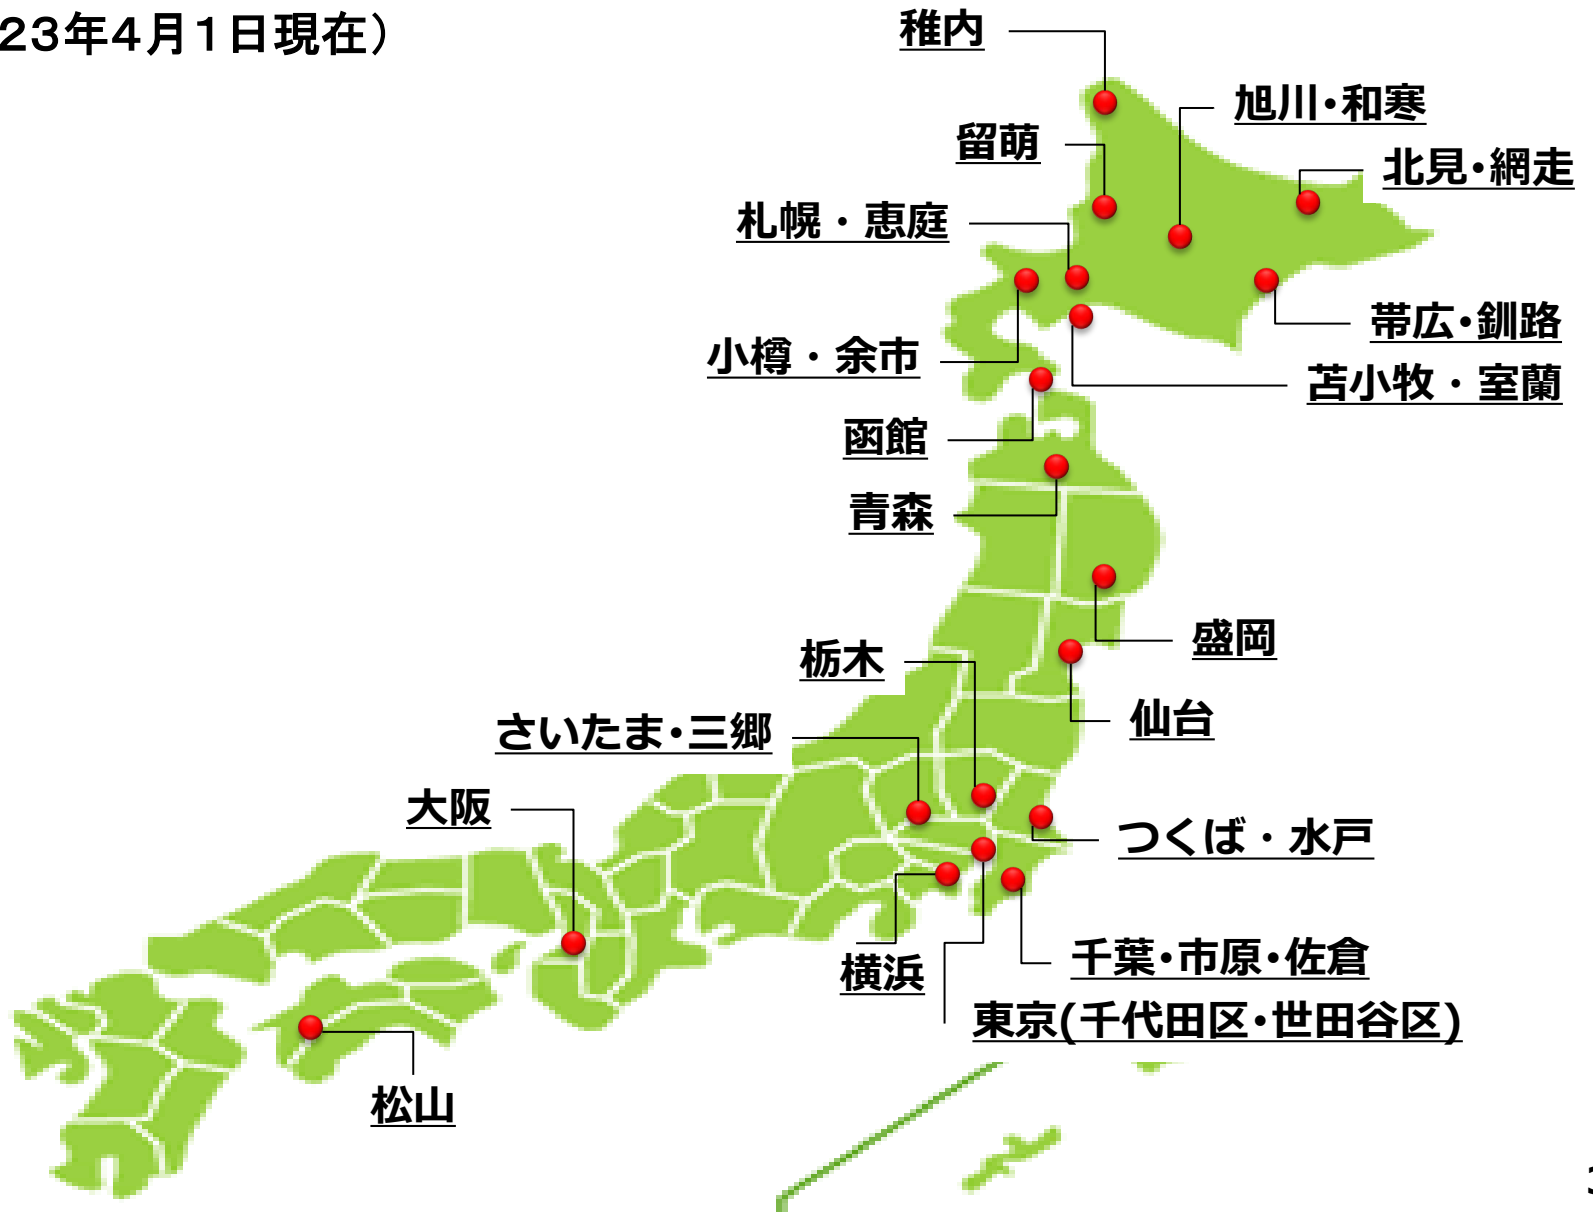 23年4月1日現在）
稚内
旭川・和寒
留萌
北見・網走
札幌・恵庭
帯広・釧路
小樽・余市
苫小牧・室蘭
函館
青森
盛岡
栃木
仙台
さいたま・三郷
大阪
つくば・水戸
千葉・市原・佐倉
横浜
東京(千代田区・世田谷区)
松山